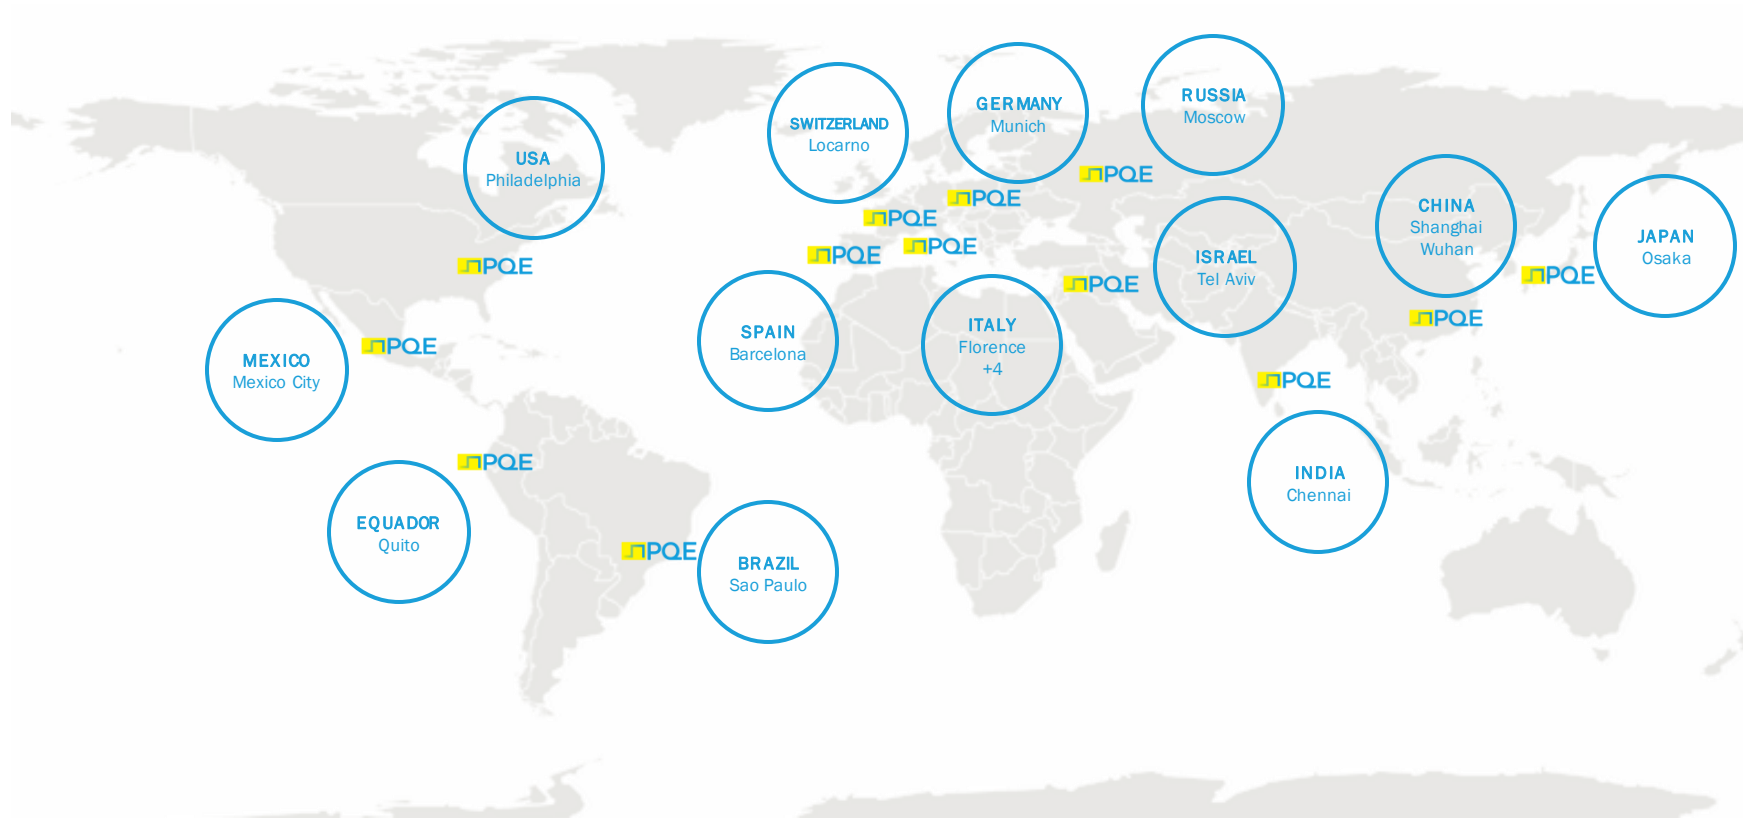 USA
Philadelphia
SWITZERLAND
Locarno
GERMANY
Munich
RUSSIA
Moscow
CHINA
Shanghai
Wuhan
JAPAN
Osaka
ISRAEL
Tel Aviv
MEXICO
Mexico City
SPAIN
Barcelona
ITALY
Florence
+4
INDIA
Chennai
EQUADOR
Quito
BRAZIL
Sao Paulo
PQE
PQE
PQE
PQE
PQE
PQE
PQE
PQE
PQE
PQE
PQE
PQE
PQE